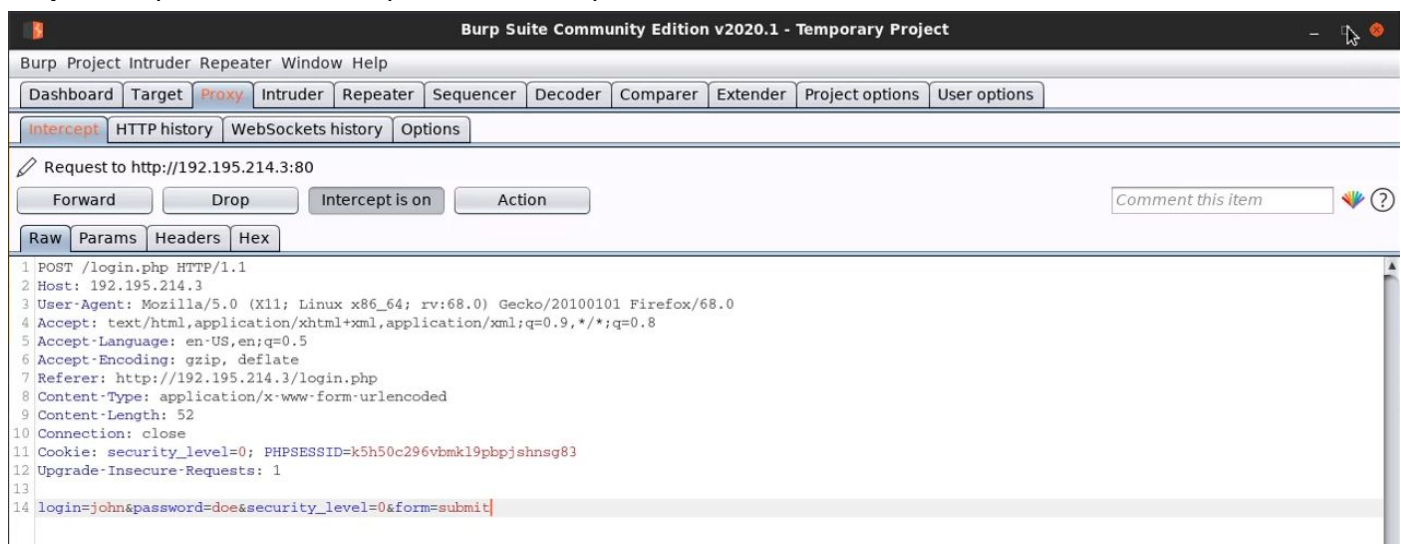 Burp Suite Community Edition v2020.1 - Temporary Project
Burp Project Intruder Repeater Window Help
Dashboard Target Proxy Intruder Repeater Sequencer Decoder Comparer Extender Project options User options
Intercept HTTP history WebSockets history Options
Request to http://192.195.214.3:80
Forward Drop Intercept is on Action Comment this item ?
Raw Params Headers Hex
1 POST /login.php HTTP/1.1
2 Host: 192.195.214.3
3 User-Agent: Mozilla/5.0 (X11; Linux x86_64; rv:68.0) Gecko/20100101 Firefox/68.0
4 Accept: text/html,application/xhtml+xml,application/xml;q=0.9,*/*;q=0.8
5 Accept-Language: en-US,en;q=0.5
6 Accept-Encoding: gzip, deflate
7 Referer: http://192.195.214.3/login.php
8 Content-Type: application/x-www-form-urlencoded
9 Content-Length: 52
10 Connection: close
11 Cookie: security_level=0; PHPSESSID=k5h50c296vbmkl9pbpjshnsg83
12 Upgrade-Insecure-Requests: 1
13
14 login=john&password=doe&security_level=0&form=submit